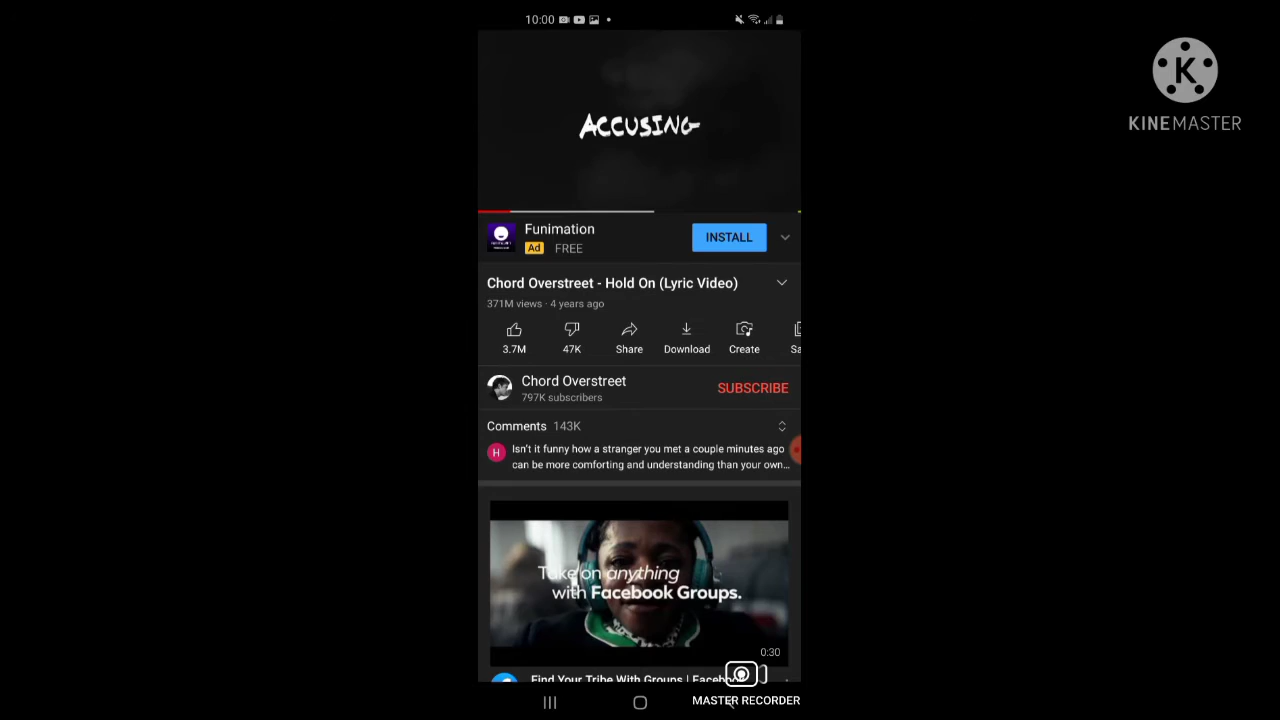 10:00
ACCUSING
KINEMASTER
Funimation
INSTALL
Ad FREE
Chord Overstreet - Hold On (Lyric Video)
371M views · 4 years ago
3.7M 47K Share Download Create Sa
Chord Overstreet
SUBSCRIBE
797K subscribers
Comments 143K
H
Isn't it funny how a stranger you met a couple minutes ago
can be more comforting and understanding than your own...
Take on anything
with Facebook Groups.
0:30
Find Your Tribe With Groups | Facebook
MASTER RECORDER